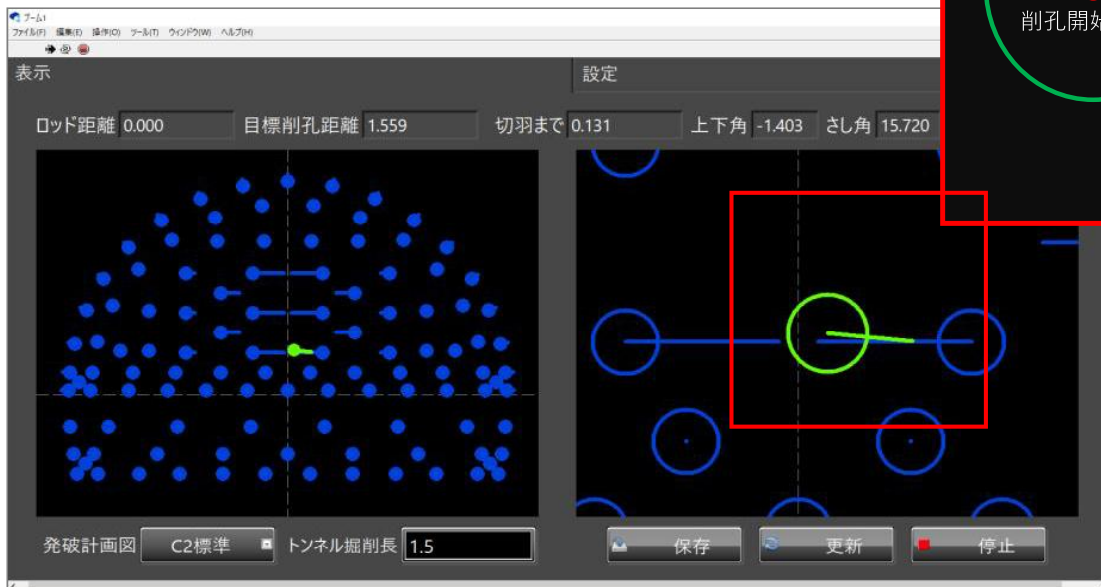 ブーム1
ファイル(F) 編集(E) 操作(O) ツール(T) ウィンドウ(W) ヘルプ(H)
削孔開始
表示 設定
ロッド距離 0.000 目標削孔距離 1.559 切羽まで 0.131 上下角 -1.403 さし角 15.720
発破計画図 C2標準 トンネル掘削長 1.5 保存 更新 停止